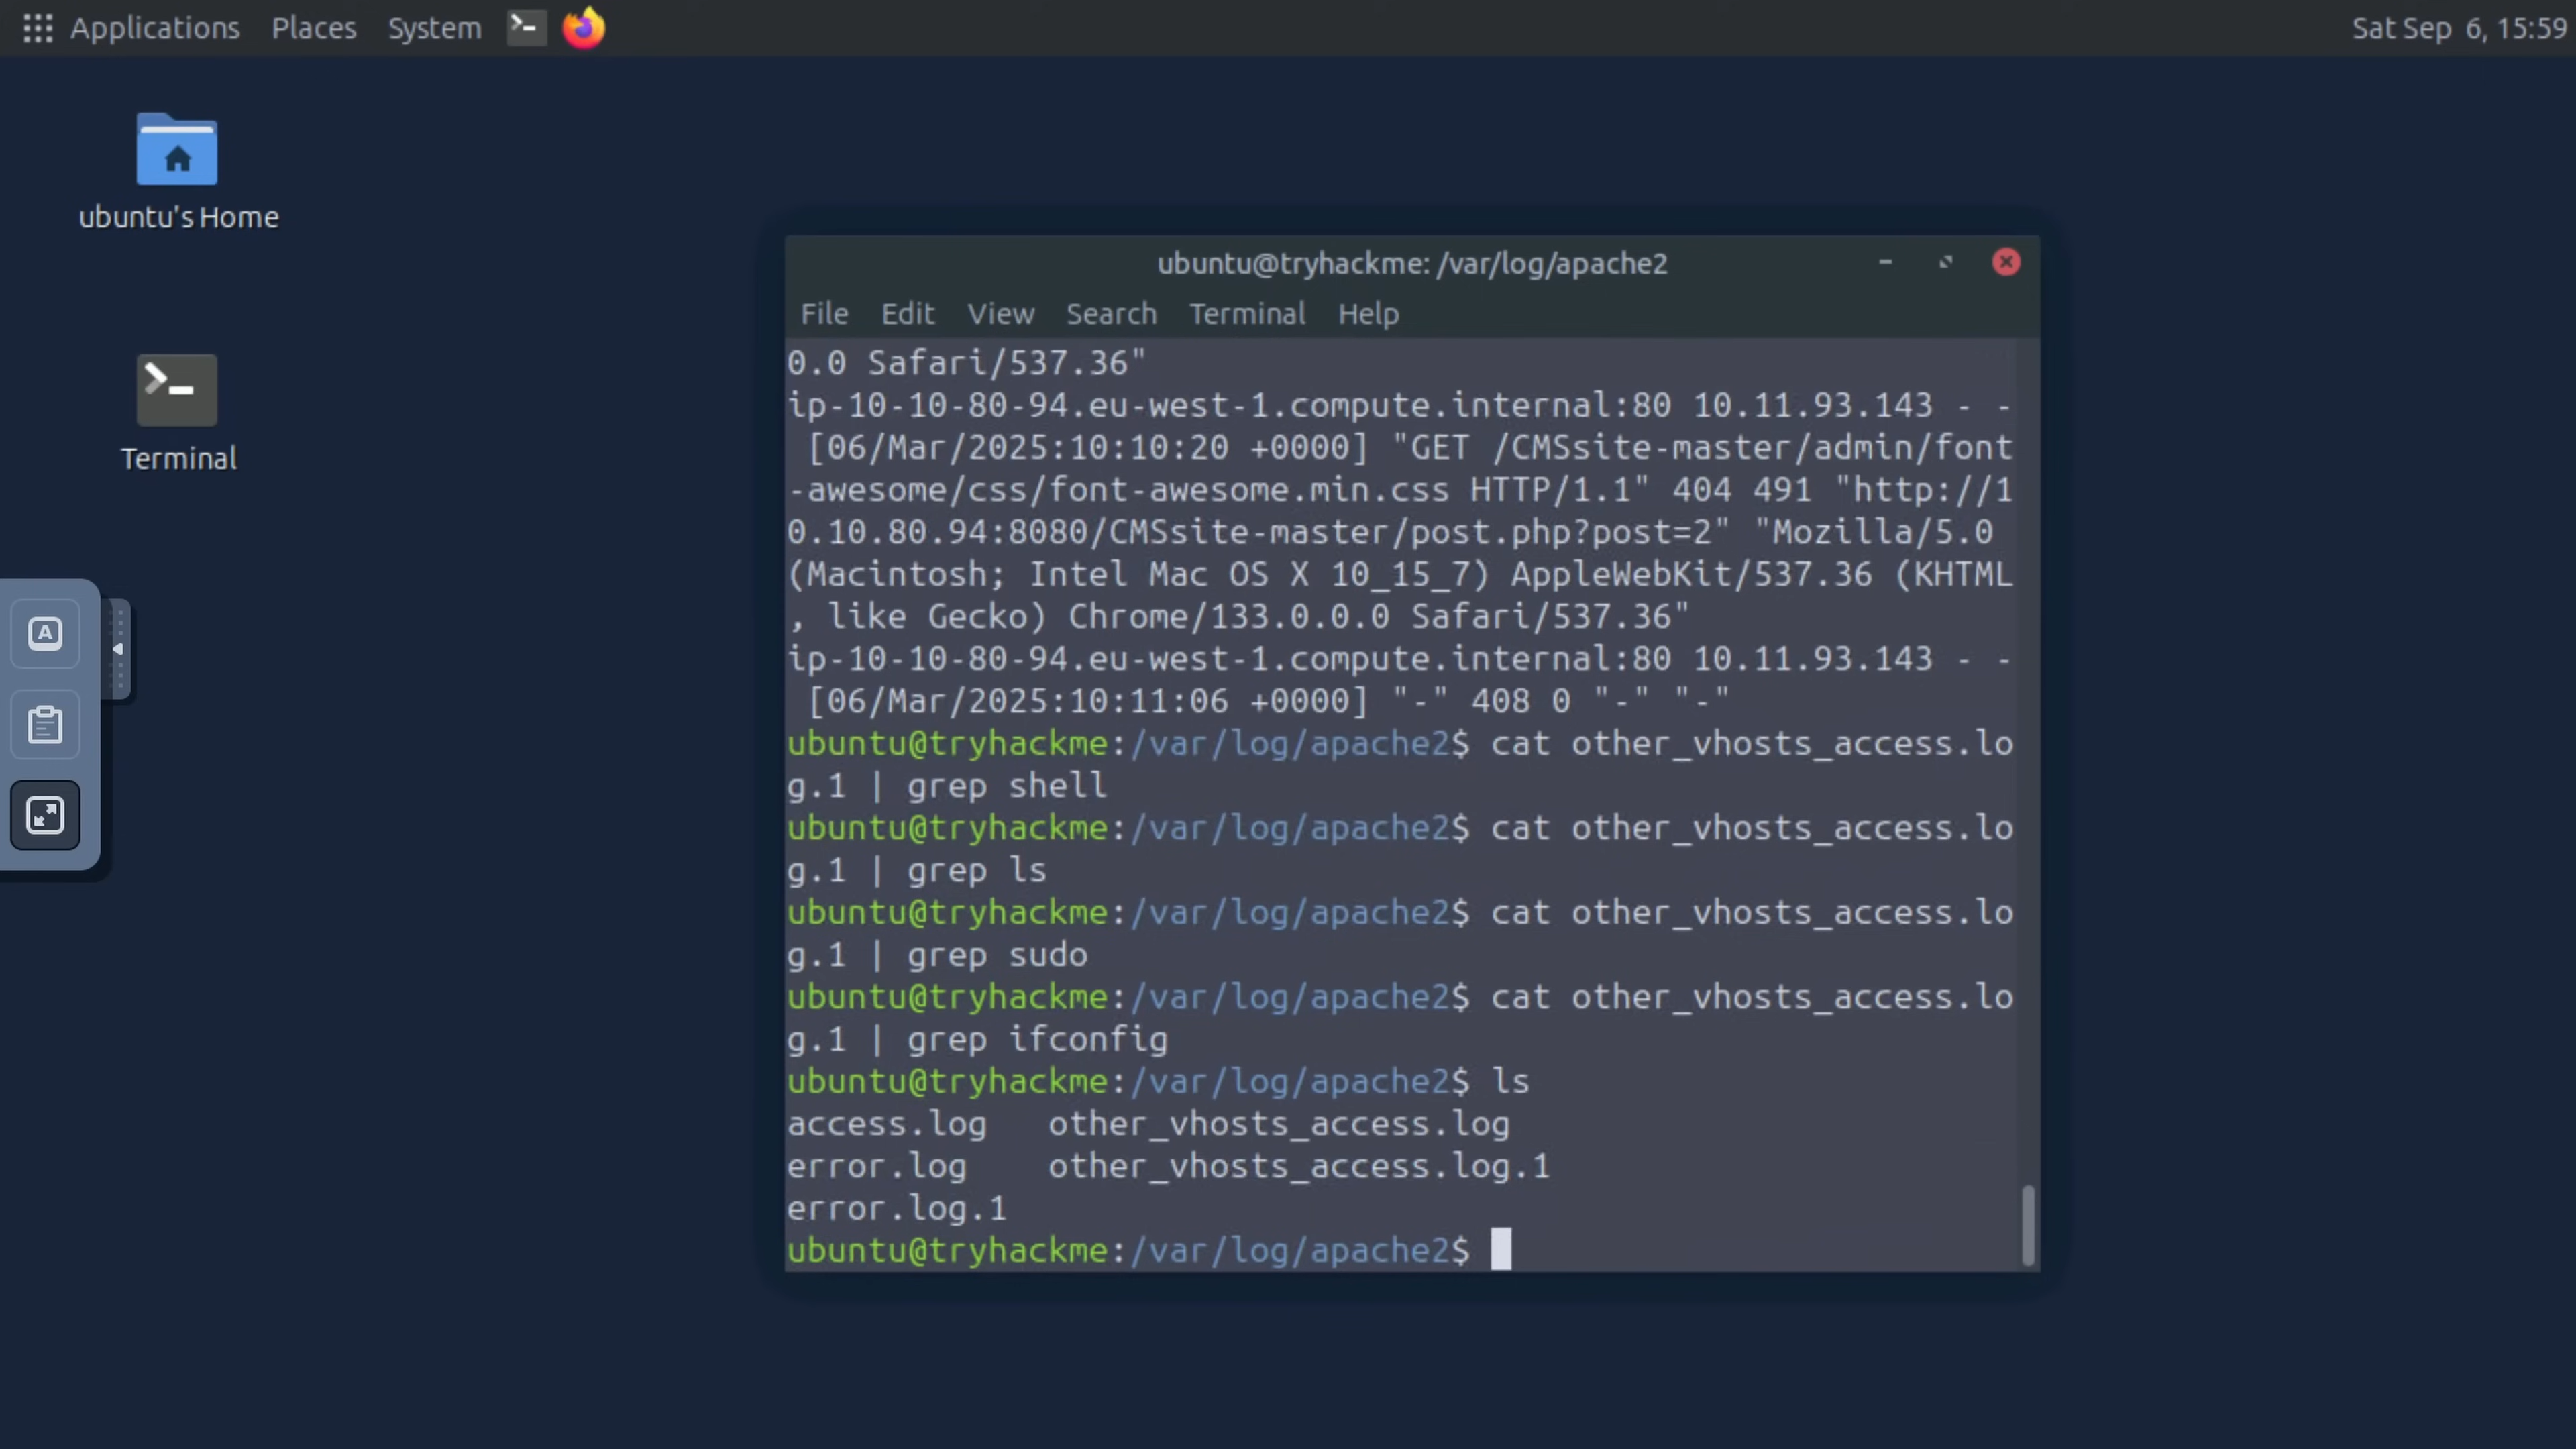 Applications Places System Sat Sep 6, 15:59
ubuntu's Home
Terminal
A
ubuntu@tryhackme: /var/log/apache2
File Edit View Search Terminal Help
0.0 Safari/537.36"
ip-10-10-80-94.eu-west-1.compute.internal:80 10.11.93.143 - -
[06/Mar/2025:10:10:20 +0000] "GET /CMSsite-master/admin/font
-awesome/css/font-awesome.min.css HTTP/1.1" 404 491 "http://1
0.10.80.94:8080/CMSsite-master/post.php?post=2" "Mozilla/5.0
(Macintosh; Intel Mac OS X 10_15_7) AppleWebKit/537.36 (KHTML
, like Gecko) Chrome/133.0.0.0 Safari/537.36"
ip-10-10-80-94.eu-west-1.compute.internal:80 10.11.93.143 - -
[06/Mar/2025:10:11:06 +0000] "-" 408 0 "-" "-"
ubuntu@tryhackme:/var/log/apache2$ cat other_vhosts_access.lo
g.1 | grep shell
ubuntu@tryhackme:/var/log/apache2$ cat other_vhosts_access.lo
g.1 | grep ls
ubuntu@tryhackme:/var/log/apache2$ cat other_vhosts_access.lo
g.1 | grep sudo
ubuntu@tryhackme:/var/log/apache2$ cat other_vhosts_access.lo
g.1 | grep ifconfig
ubuntu@tryhackme:/var/log/apache2$ ls
access.log other_vhosts_access.log
error.log other_vhosts_access.log.1
error.log.1
ubuntu@tryhackme:/var/log/apache2$